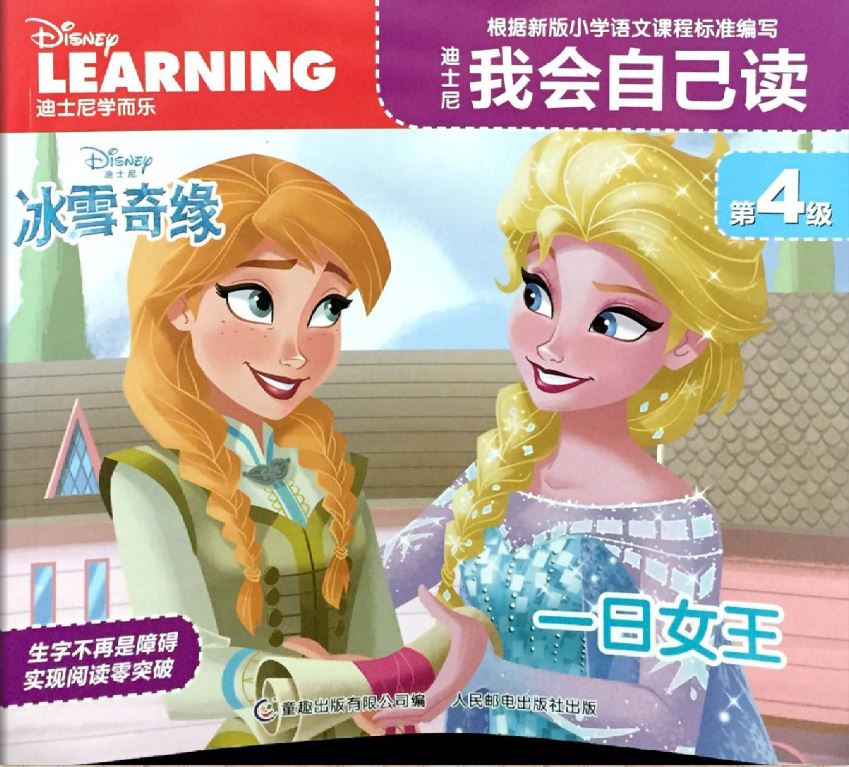 Disney
LEARNING
迪士尼学而乐
根据新版小学语文课程标准编写
迪士尼
我会自己读
Disney
迪士尼
冰雪奇缘
第4级
一日女王
生字不再是障碍
实现阅读零突破
童趣出版有限公司编 人民邮电出版社出版